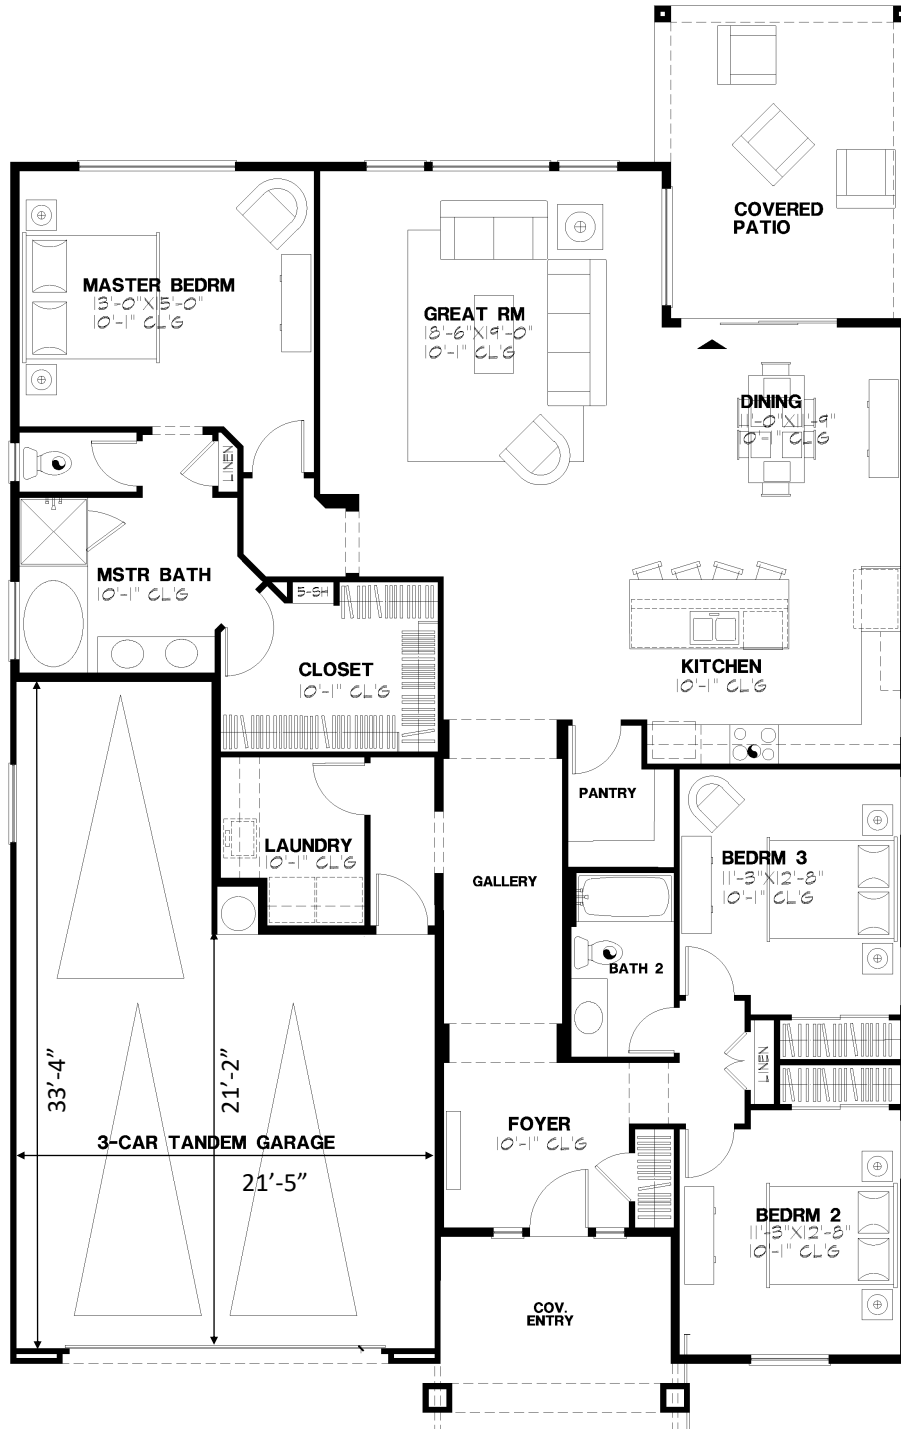 COVERED
PATIO
MASTER BEDRM
13'-0"X15'-0"
10'-1" CL'G
GREAT RM
18'-6"X19'-0"
10'-1" CL'G
DINING
11'-0"X11'-9"
10'-1" CL'G
LINEN
MSTR BATH
10'-1" CL'G
5-SH
CLOSET
10'-1" CL'G
KITCHEN
10'-1" CL'G
PANTRY
LAUNDRY
10'-1" CL'G
GALLERY
BEDRM 3
11'-3"X12'-8"
10'-1" CL'G
BATH 2
LINEN
33'-4"
21'-2"
FOYER
10'-1" CL'G
3-CAR TANDEM GARAGE
21'-5"
BEDRM 2
11'-3"X12'-8"
10'-1" CL'G
COV.
ENTRY